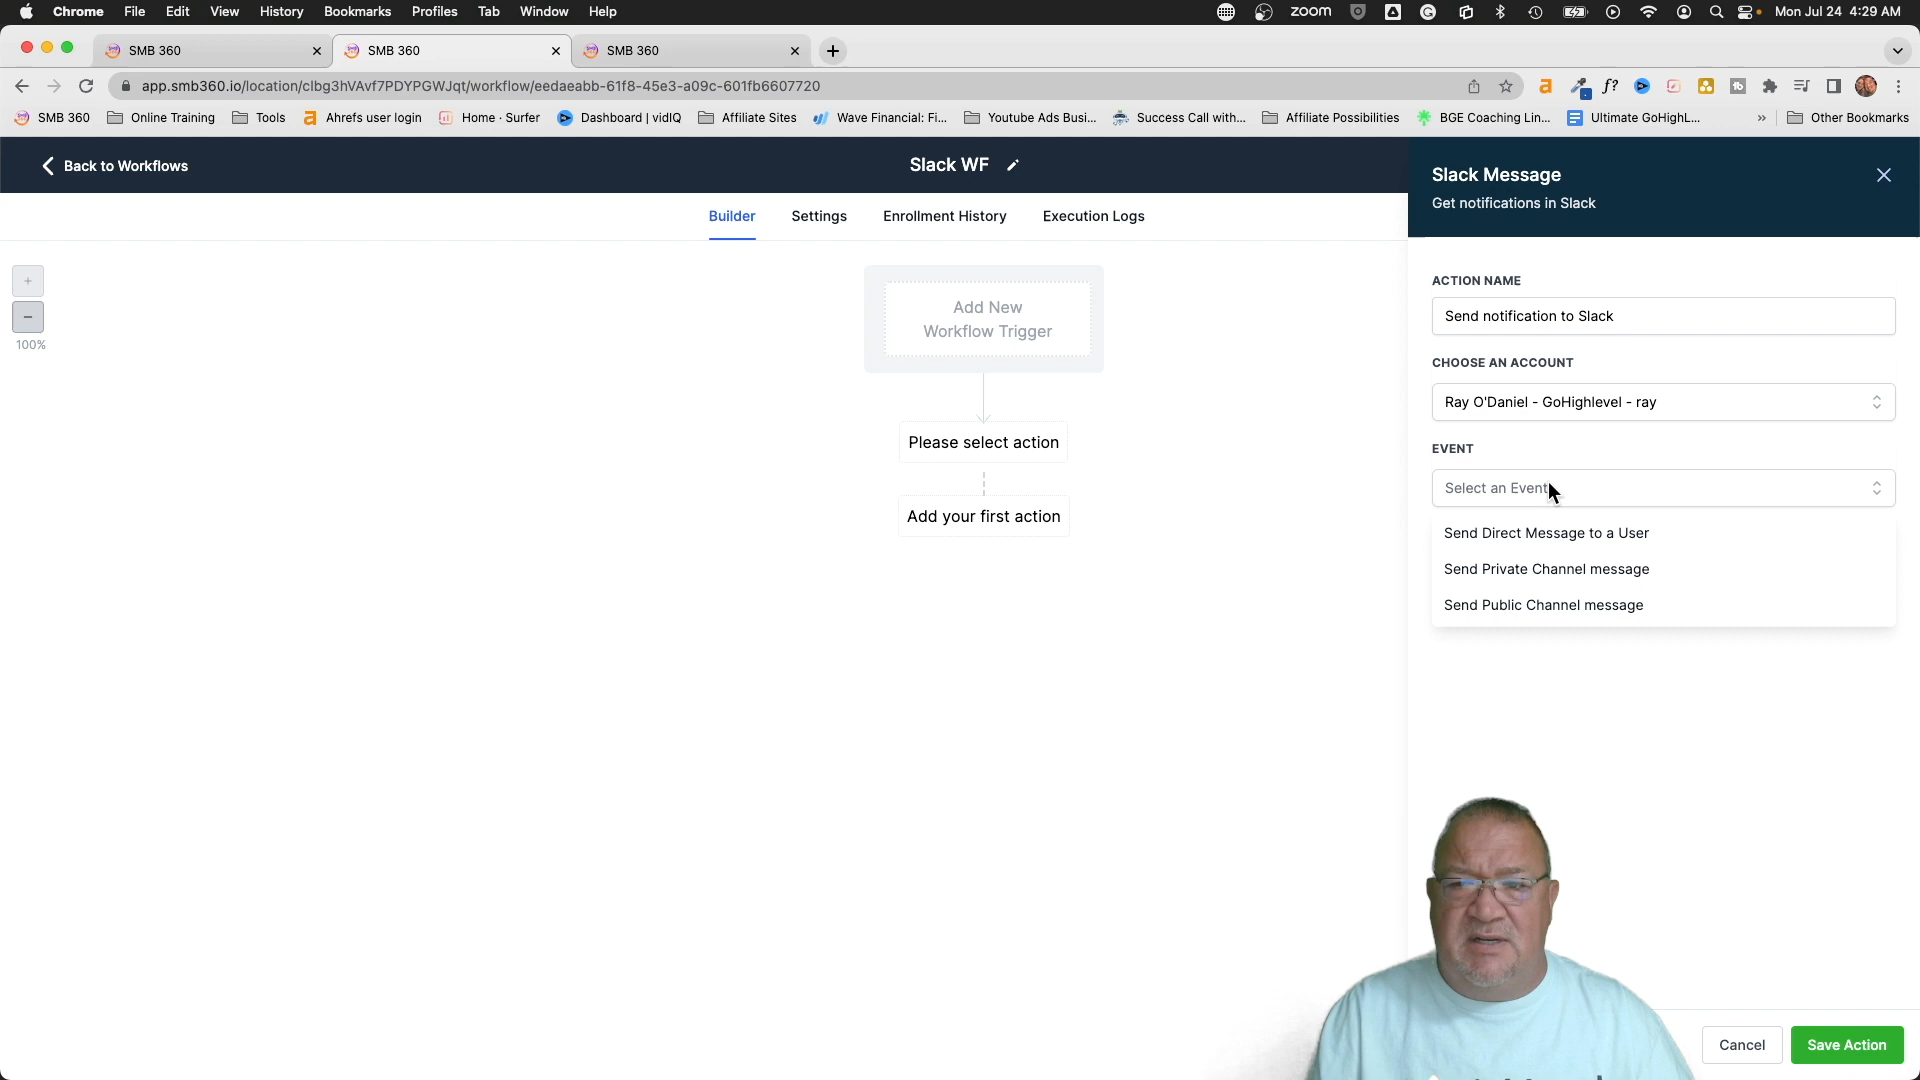 Chrome File Edit View History Bookmarks Profiles Tab Window Help zoom Mon Jul 24 4:29 AM
SMB 360 SMB 360 SMB 360
app.smb360.io/location/clbg3hVAvf7PDYPGWJqt/workflow/eedaeabb-61f8-45e3-a09c-601fb6607720
SMB 360 Online Training Tools Ahrefs user login Home · Surfer Dashboard | vidIQ Affiliate Sites Wave Financial: Fi... Youtube Ads Busi... Success Call with... Affiliate Possibilities BGE Coaching Lin... Ultimate GoHighL... » Other Bookmarks
Back to Workflows
Slack WF
Builder Settings Enrollment History Execution Logs
+
−
100%
Add New
Workflow Trigger
Please select action
Add your first action
Slack Message
Get notifications in Slack
ACTION NAME
Send notification to Slack
CHOOSE AN ACCOUNT
Ray O'Daniel - GoHighlevel - ray
EVENT
Select an Event
Send Direct Message to a User
Send Private Channel message
Send Public Channel message
Cancel Save Action